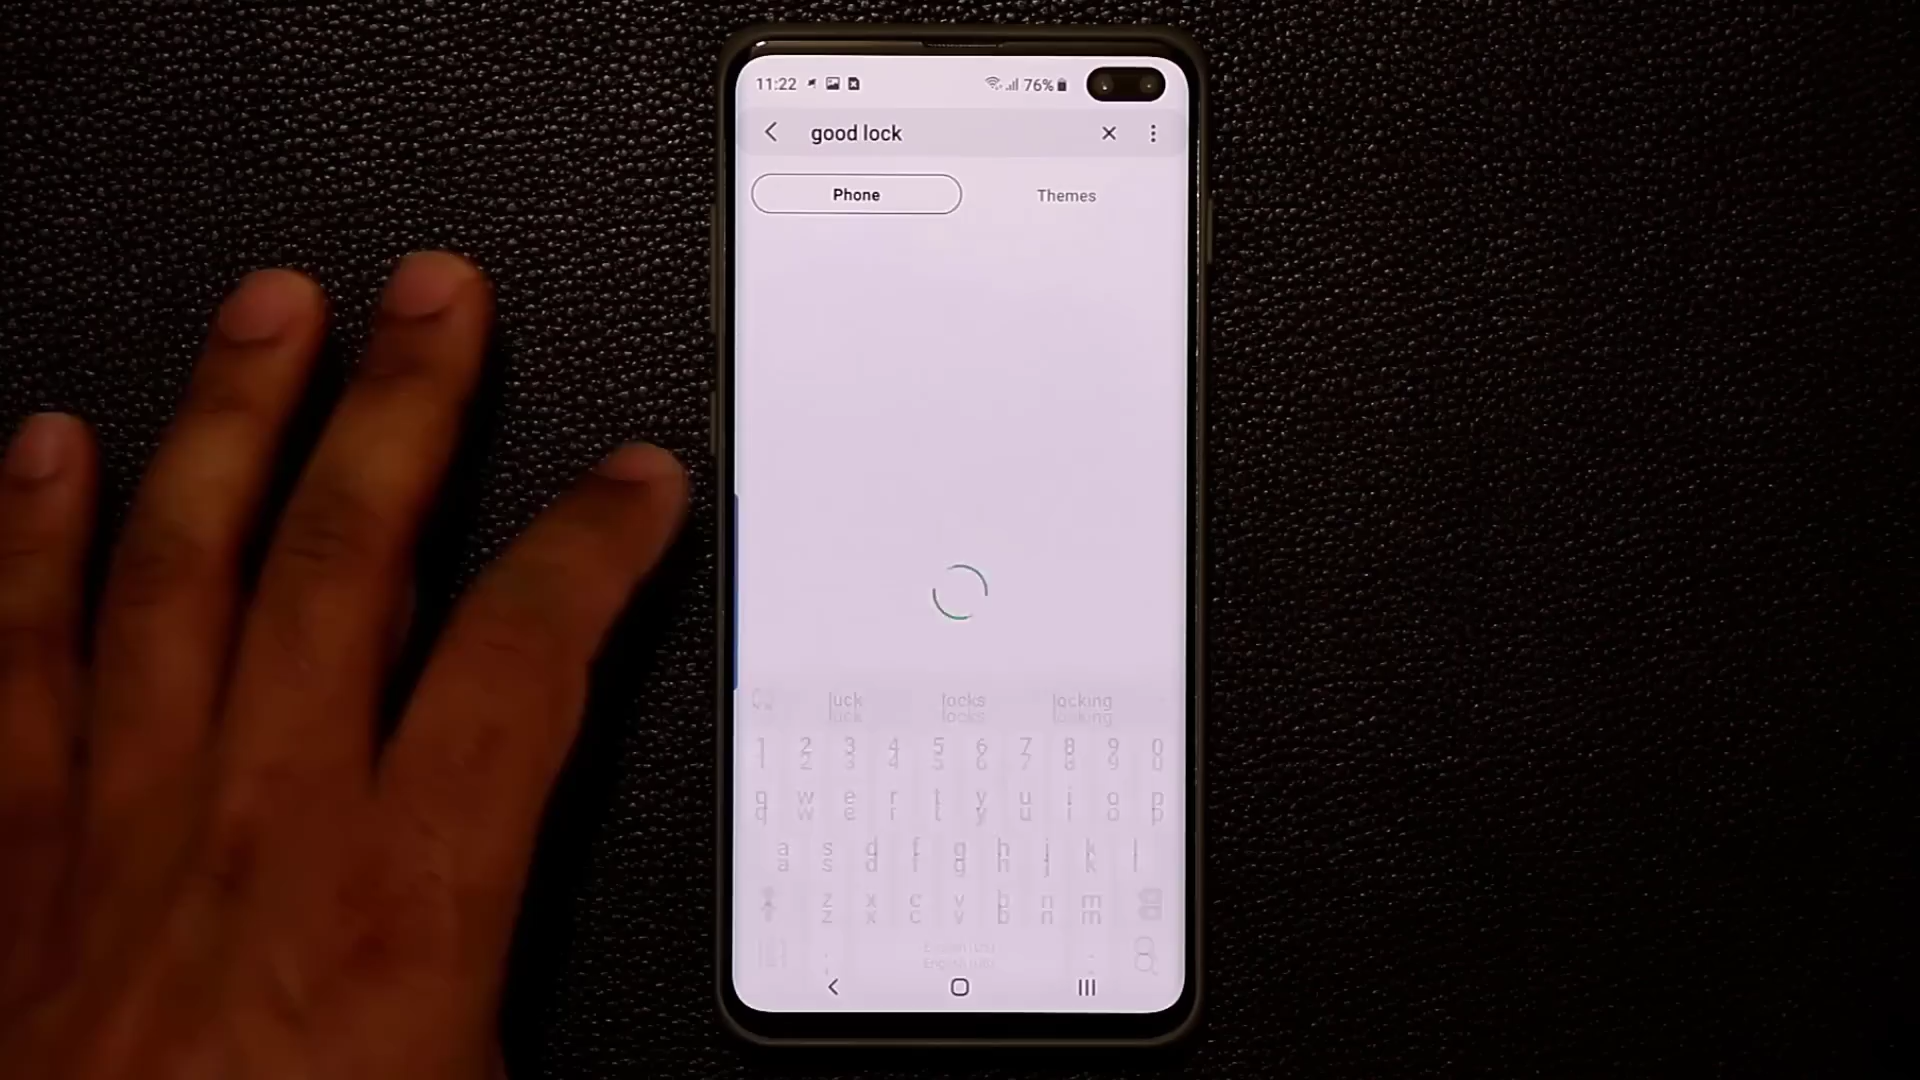 11:22 76%
good lock
Phone Themes
luck locks locking
1 2 3 4 5 6 7 8 9 0
q w e r t y u i o p
a s d f g h j k l
z x c v b n m